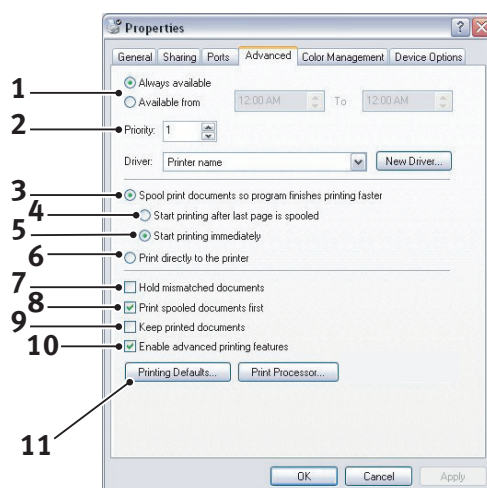 Properties
General Sharing Ports Advanced Color Management Device Options
1 Always available
Available from 12:00 AM To 12:00 AM
2 Priority: 1
Driver: Printer name New Driver...
3 Spool print documents so program finishes printing faster
4 Start printing after last page is spooled
5 Start printing immediately
6 Print directly to the printer
7 Hold mismatched documents
8 Print spooled documents first
9 Keep printed documents
10 Enable advanced printing features
Printing Defaults... Print Processor...
11
OK Cancel Apply